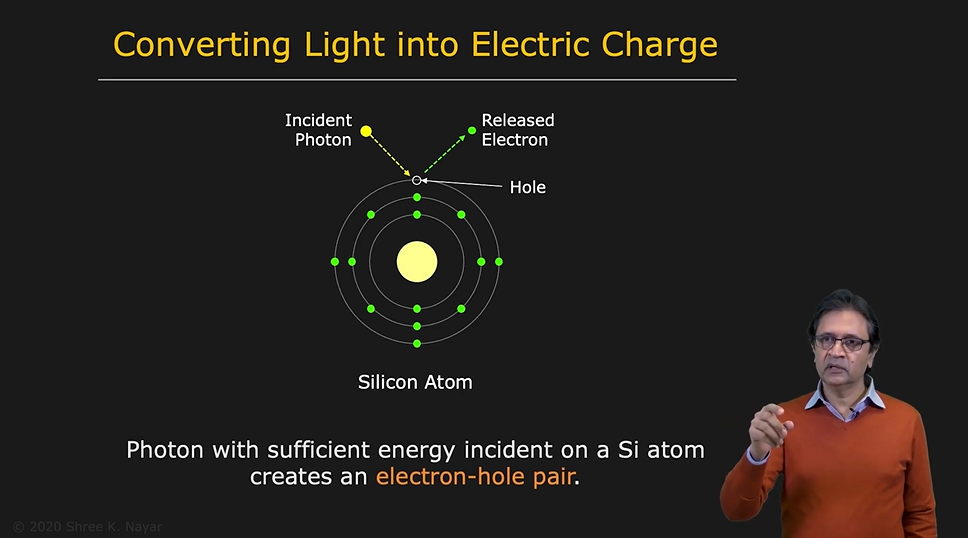 Converting Light into Electric Charge
Incident
Photon
Released
Electron
Hole
Silicon Atom
Photon with sufficient energy incident on a Si atom
creates an electron-hole pair.
© 2020 Shree K. Nayar